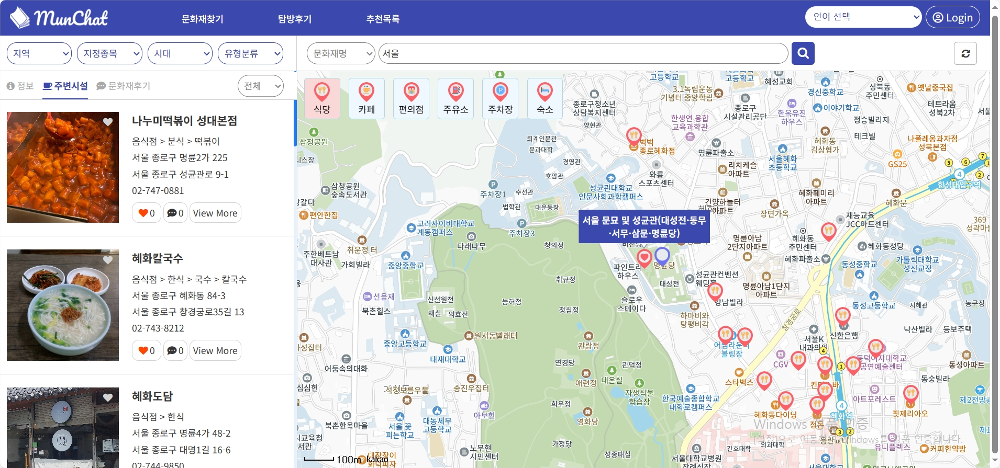 MunChat
문화재찾기
탐방후기
추천목록
언어 선택
Login
지역
지정종목
시대
유형분류
문화재명
서울
정보
주변시설
문화재후기
전체
나누미떡볶이 성대본점
음식점 > 분식 > 떡볶이
서울 종로구 명륜2가 225
서울 종로구 성균관로 9-1
02-747-0881
0
0
View More
혜화칼국수
음식점 > 한식 > 국수 > 칼국수
서울 종로구 혜화동 84-3
서울 종로구 창경궁로35길 13
02-743-8212
0
0
View More
혜화도담
음식점 > 한식
서울 종로구 명륜4가 48-2
서울 종로구 대명1길 16-6
02-744-9850
식당
카페
편의점
주유소
주차장
숙소
고등학교
고등학교
혜성교회
3.1독립운동
기념터 중앙학림
경신중학교
성북동
주민센터
옛날중국집
종로구청소년
상담복지센터
종로구
시설관리공단
한옥유진
하우스
이야기학교
테트라움
성북2차
서울
양현관
한생연 융합
교육과학관
정승빌리지
삼청공원
퇴계인문관
문과대학
벅벅
종로혜화점
명륜파출소
혜화동
김상협가
테크빌
나폴레옹과자점
성북본점
니스장
경영관
와룡
스포츠센터
리치케슬
아파트
서울혜화
초등학교
GS25
5
6
7
1
2
4
한성대입구역
호암관
삼청공원
숲속도서관
주차장1
수선관
성균관대학교
인문사회과학캠퍼스
혜화훼미리
아파트
혜화문
강갈다
법학관
대운동장
건양하늘터
아파트
장면가옥
편안한집
재능교육
JCC아트센터
369
성곽마을
고려사이버대학교
계동캠퍼스
주차장3
서울 문묘 및 성균관(대성전·동무
·서무·삼문·명륜당)
다래나무
청의정
명륜아남
2단지아파트
혜화동
주민센터
혜화동성당
취운정 터
주한베트남
대사관
가회빌라
중앙중학교
혜화파출소
동성중학교
가톨릭대학교
성신교정
파인트리
하우스
명륜당
취규정
대성전
성균관컨벤션
웨딩홀
명륜아남1단지
아파트
선음재
신선원전
능허정
슬로우
스테이다
강남빌라
동성고등학교
지혜관
농구장
북촌힐스
재실
의효전
청심정
하마비와
탕평비각
창경궁로
중앙고등학교
원서동빨래터
관람정
신한은행
낙산빌라
등보주택
서울K
내과의원
볼링장
태재대학교
연경당
관덕정
CGV
4
1
동덕여자대학교
공연예술센터
동성아파트
어둠속의대화
심심헌
송진우집터
애련정
대온실
스타벅스
동숭빌라
자생식물
학습장
한국예술종합학교
대학로캠퍼스
아트포레스트
제2전망광
희우정
아보헌
4
혜화역
핏제리아오
북촌한옥마을
서울 꽃
피는학교
대동세무
고등학교
영화당
혜화동다이닝
정돈
3
2
교육청
서관
가정당
간호대학
의과대학
유니플렉스
커피한약방
노무현
시민센터
성종태실
서울대학교병원
장례식장
100m
kakao